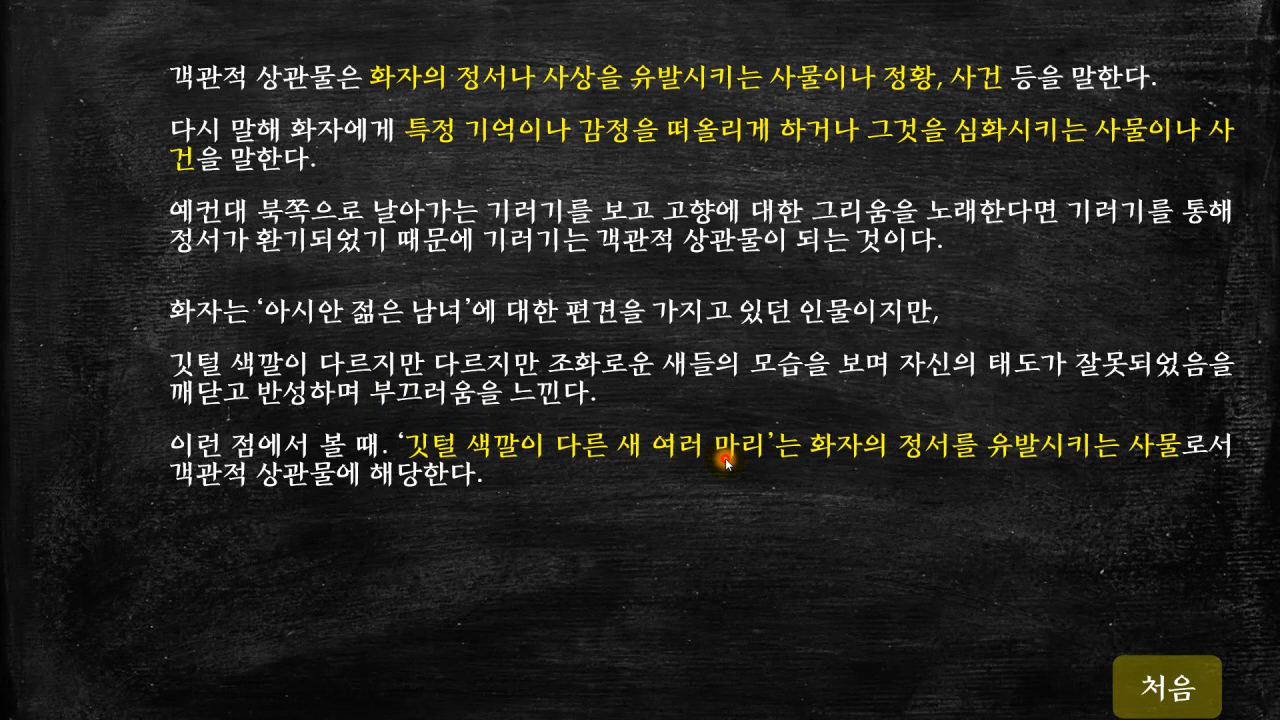 객관적 상관물은 화자의 정서나 사상을 유발시키는 사물이나 정황, 사건 등을 말한다.
다시 말해 화자에게 특정 기억이나 감정을 떠올리게 하거나 그것을 심화시키는 사물이나 사
건을 말한다.
예컨대 북쪽으로 날아가는 기러기를 보고 고향에 대한 그리움을 노래한다면 기러기를 통해
정서가 환기되었기 때문에 기러기는 객관적 상관물이 되는 것이다.
화자는 ‘아시안 젊은 남녀’에 대한 편견을 가지고 있던 인물이지만,
깃털 색깔이 다르지만 다르지만 조화로운 새들의 모습을 보며 자신의 태도가 잘못되었음을
깨닫고 반성하며 부끄러움을 느낀다.
이런 점에서 볼 때. ‘깃털 색깔이 다른 새 여러 마리’는 화자의 정서를 유발시키는 사물로서
객관적 상관물에 해당한다.
처음